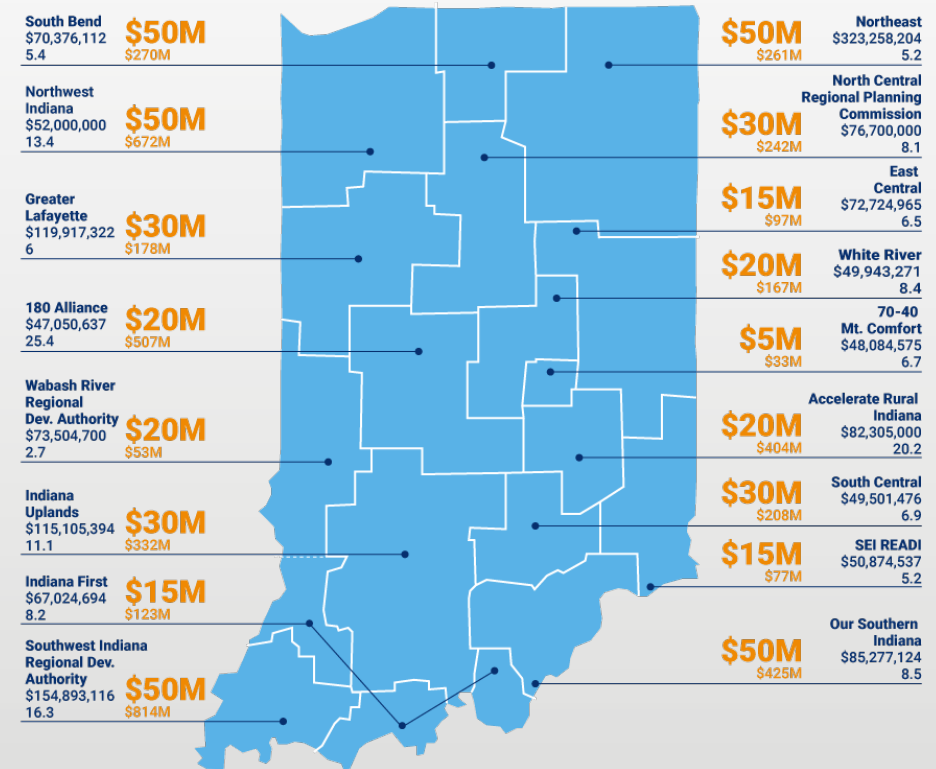 South Bend
$70,376,112
5.4
$50M
$270M
Northwest
Indiana
$52,000,000
13.4
$50M
$672M
Greater
Lafayette
$119,917,322
6
$30M
$178M
180 Alliance
$47,050,637
25.4
$20M
$507M
Wabash River
Regional
Dev. Authority
$73,504,700
2.7
$20M
$53M
Indiana
Uplands
$115,105,394
11.1
$30M
$332M
Indiana First
$67,024,694
8.2
$15M
$123M
Southwest Indiana
Regional Dev.
Authority
$154,893,116
16.3
$50M
$814M
$50M
$261M
Northeast
$323,258,204
5.2
North Central
Regional Planning
Commission
$76,700,000
8.1
$30M
$242M
East
Central
$72,724,965
6.5
$15M
$97M
White River
$49,943,271
8.4
$20M
$167M
70-40
Mt. Comfort
$48,084,575
6.7
$5M
$33M
Accelerate Rural
Indiana
$82,305,000
20.2
$20M
$404M
South Central
$49,501,476
6.9
$30M
$208M
SEI READI
$50,874,537
5.2
$15M
$77M
Our Southern
Indiana
$85,277,124
8.5
$50M
$425M